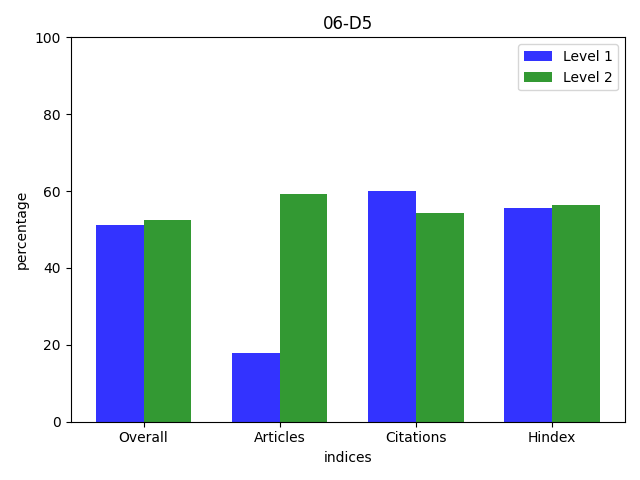 06-D5
100
80
60
40
20
0
percentage
Level 1
Level 2
Overall
Articles
Citations
Hindex
indices